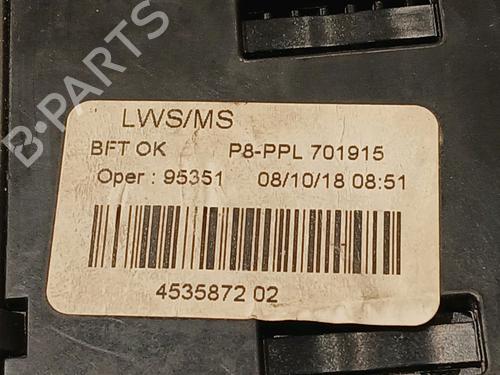 LWS/MS
BFT OK P8-PPL 701915
Oper : 95351 08/10/18 08:51
4535872 02
B-PARTS